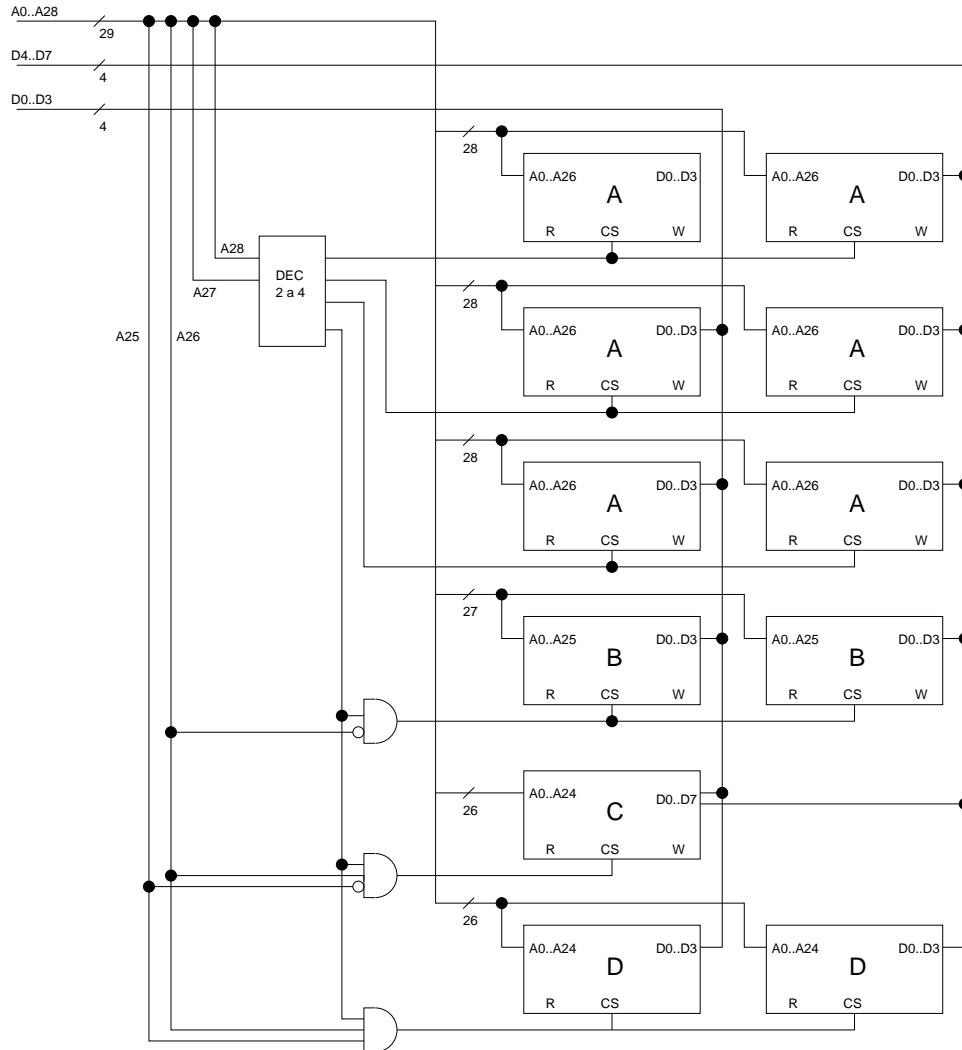 A0..A28
29
D4..D7
4
D0..D3
4
28
A0..A26 D0..D3 A0..A26 D0..D3
A A
R CS W R CS W
A28
DEC
2 a 4
A27
28
A0..A26 D0..D3 A0..A26 D0..D3
A25 A26
A A
R CS W R CS W
28
A0..A26 D0..D3 A0..A26 D0..D3
A A
R CS W R CS W
27
A0..A25 D0..D3 A0..A25 D0..D3
B B
R CS W R CS W
26
A0..A24 D0..D7
C
R CS W
26
A0..A24 D0..D3 A0..A24 D0..D3
D D
R CS R CS